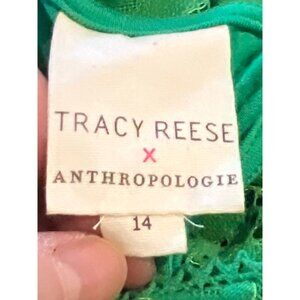 TRACY REESE
X
ANTHROPOLOGIE
14